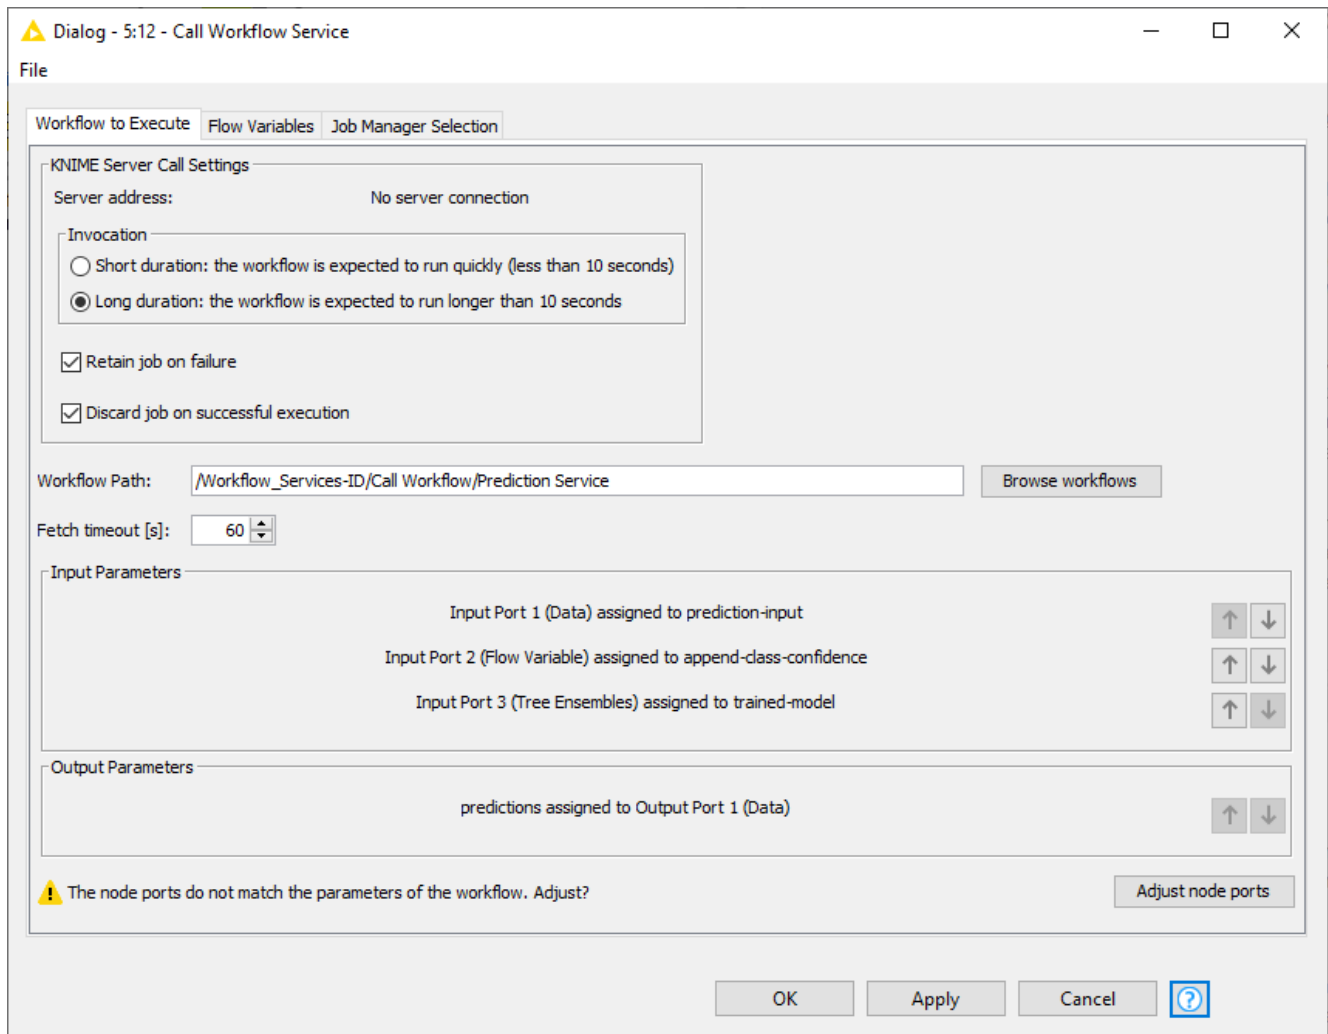 Dialog - 5:12 - Call Workflow Service
File
Workflow to Execute Flow Variables Job Manager Selection
KNIME Server Call Settings
Server address: No server connection
Invocation
Short duration: the workflow is expected to run quickly (less than 10 seconds)
Long duration: the workflow is expected to run longer than 10 seconds
Retain job on failure
Discard job on successful execution
Workflow Path: /Workflow_Services-ID/Call Workflow/Prediction Service Browse workflows
Fetch timeout [s]: 60
Input Parameters
Input Port 1 (Data) assigned to prediction-input
Input Port 2 (Flow Variable) assigned to append-class-confidence
Input Port 3 (Tree Ensembles) assigned to trained-model
Output Parameters
predictions assigned to Output Port 1 (Data)
The node ports do not match the parameters of the workflow. Adjust? Adjust node ports
OK Apply Cancel ?